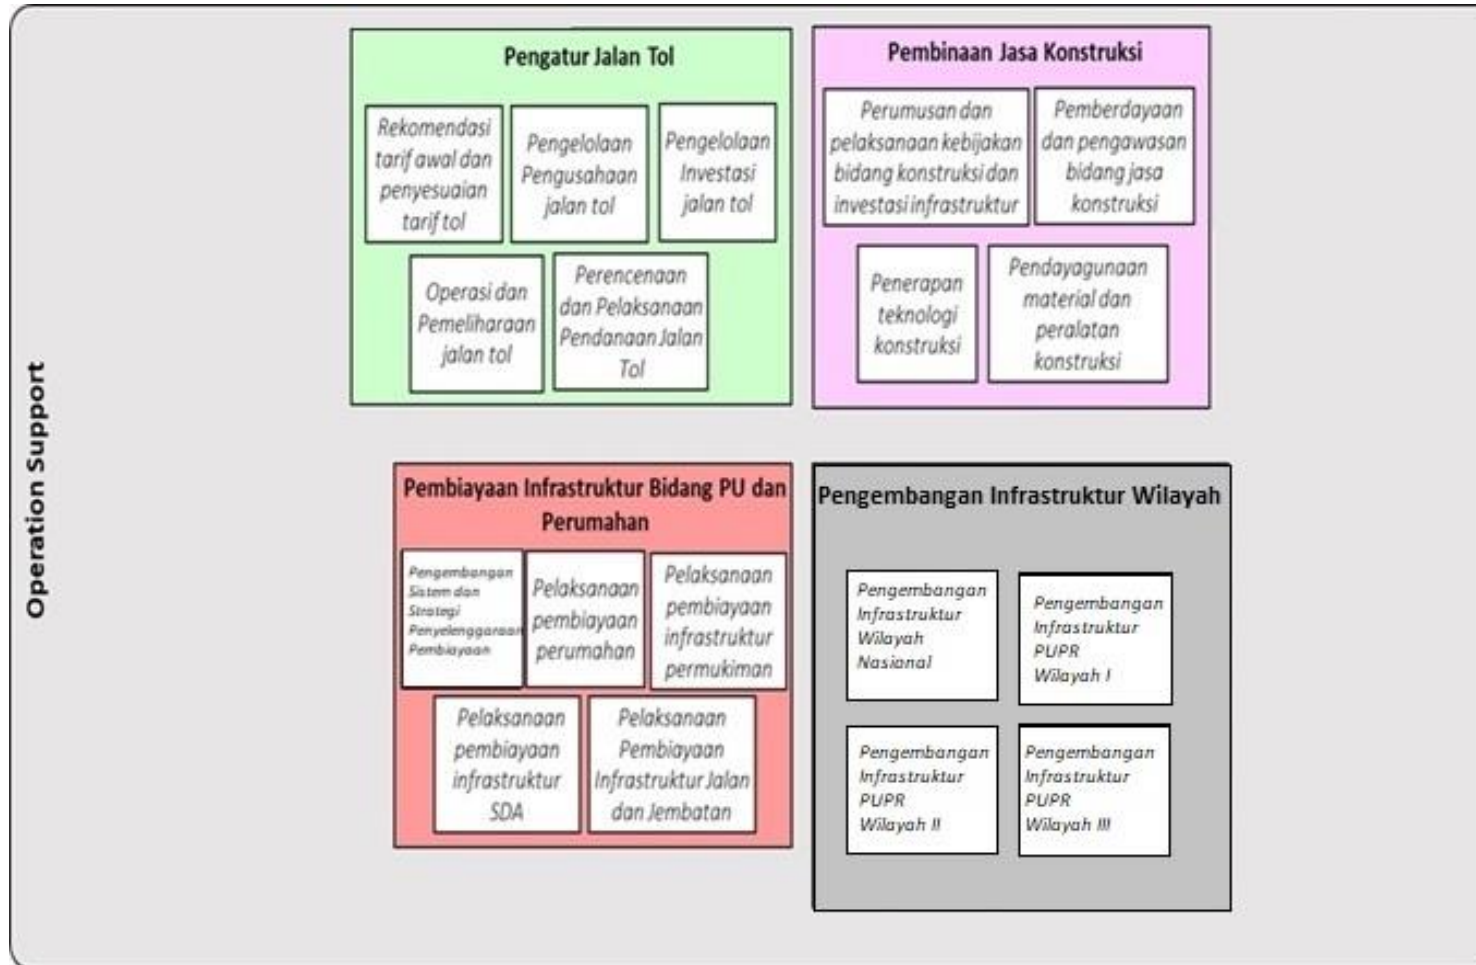 Operation Support
Pengatur Jalan Tol
Rekomendasi
tarif awal dan
penyesuaian
tarif tol
Pengelolaan
Pengusahaan
jalan tol
Pengelolaan
Investasi
jalan tol
Operasi dan
Pemeliharaan
jalan tol
Perencenaan
dan Pelaksanaan
Pendanaan Jalan
Tol
Pembinaan Jasa Konstruksi
Perumusan dan
pelaksanaan kebijakan
bidang konstruksi dan
investasi infrastruktur
Pemberdayaan
dan pengawasan
bidang jasa
konstruksi
Penerapan
teknologi
konstruksi
Pendayagunaan
material dan
peralatan
konstruksi
Pembiayaan Infrastruktur Bidang PU dan
Perumahan
Pengembangan
Sistem dan
Strategi
Penyelenggaraan
Pembiayaan
Pelaksanaan
pembiayaan
perumahan
Pelaksanaan
pembiayaan
infrastruktur
permukiman
Pelaksanaan
pembiayaan
infrastruktur
SDA
Pelaksanaan
Pembiayaan
Infrastruktur Jalan
dan Jembatan
Pengembangan Infrastruktur Wilayah
Pengembangan
Infrastruktur
Wilayah
Nasional
Pengembangan
Infrastruktur
PUPR
Wilayah I
Pengembangan
Infrastruktur
PUPR
Wilayah II
Pengembangan
Infrastruktur
PUPR
Wilayah III